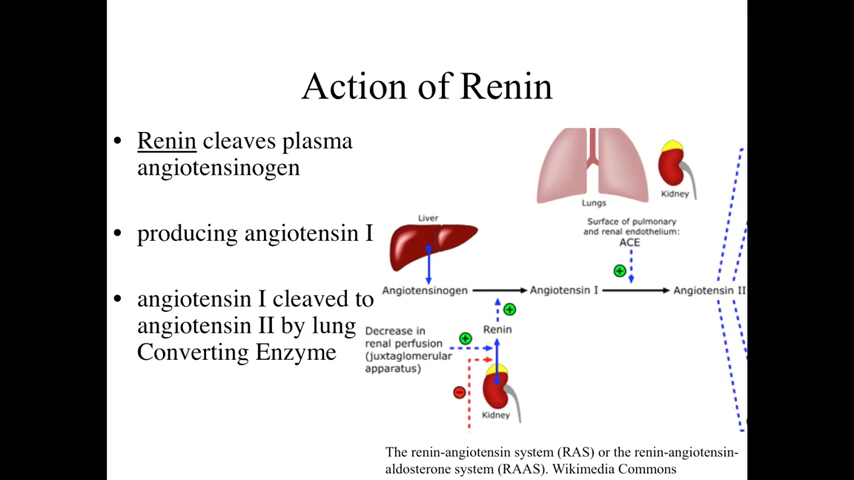 Action of Renin
• Renin cleaves plasma
angiotensinogen
• producing angiotensin I
• angiotensin I cleaved to
angiotensin II by lung
Converting Enzyme
Lungs
Kidney
Liver
Surface of pulmonary
and renal endothelium:
ACE
Angiotensinogen
Angiotensin I
Angiotensin II
Decrease in
renal perfusion
(juxtaglomerular
apparatus)
Renin
Kidney
The renin-angiotensin system (RAS) or the renin-angiotensin-
aldosterone system (RAAS). Wikimedia Commons